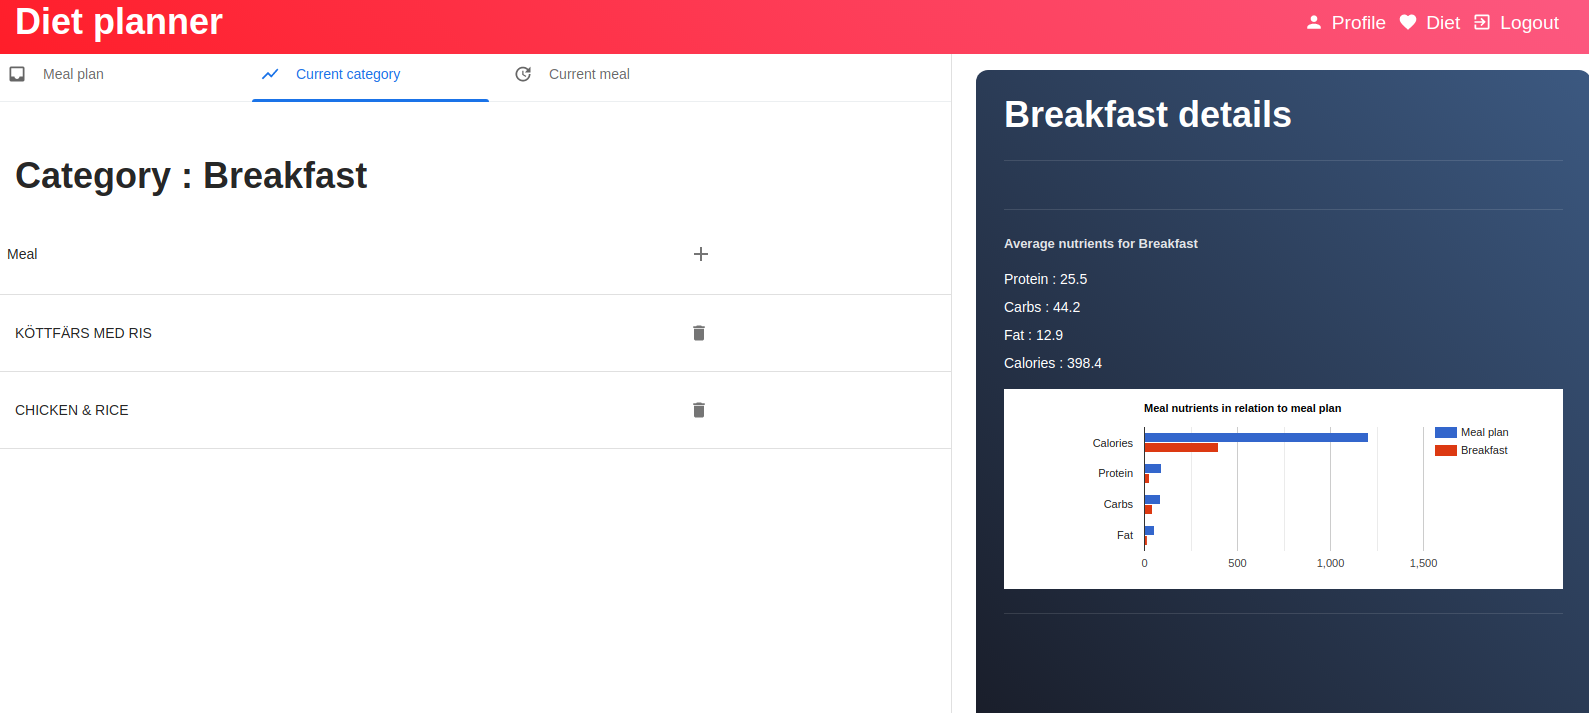 Diet planner
Profile Diet Logout
Meal plan
Current category
Current meal
Category : Breakfast
Meal
KÖTTFÄRS MED RIS
CHICKEN & RICE
Breakfast details
Average nutrients for Breakfast
Protein : 25.5
Carbs : 44.2
Fat : 12.9
Calories : 398.4
Meal nutrients in relation to meal plan
Calories
Protein
Carbs
Fat
0 500 1,000 1,500
Meal plan
Breakfast